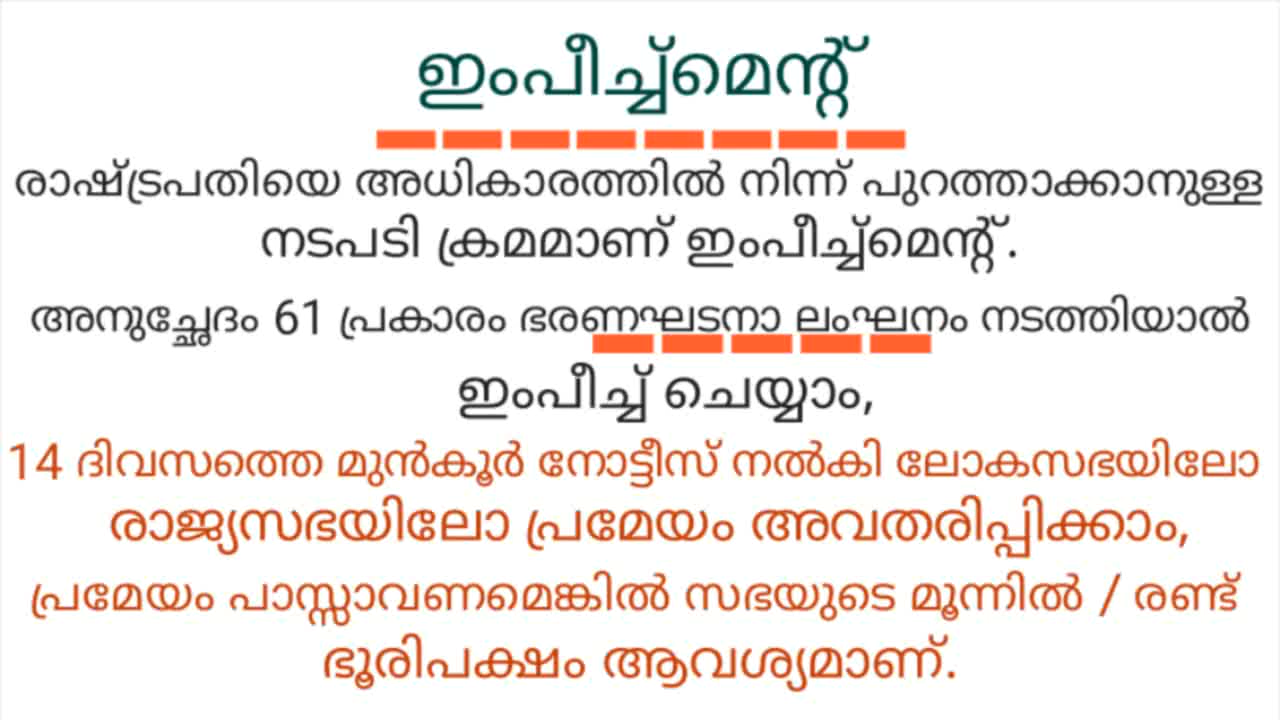 ഇംപീച്ച്മെന്റ്
രാഷ്ട്രപതിയെ അധികാരത്തിൽ നിന്ന് പുറത്താക്കാനുള്ള
നടപടി ക്രമമാണ് ഇംപീച്ച്മെന്റ്.
അനുച്ഛേദം 61 പ്രകാരം ഭരണഘടനാ ലംഘനം നടത്തിയാൽ
ഇംപീച്ച് ചെയ്യാം,
14 ദിവസത്തെ മുൻകൂർ നോട്ടീസ് നൽകി ലോകസഭയിലോ
രാജ്യസഭയിലോ പ്രമേയം അവതരിപ്പിക്കാം,
പ്രമേയം പാസ്സാവണമെങ്കിൽ സഭയുടെ മൂന്നിൽ / രണ്ട്
ഭൂരിപക്ഷം ആവശ്യമാണ്.